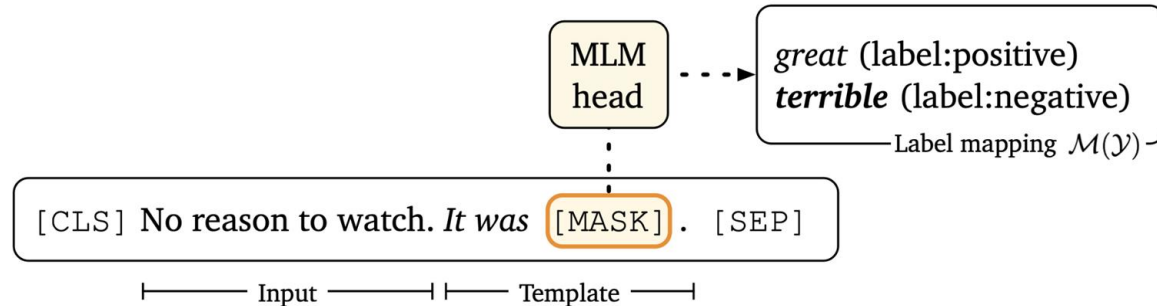 MLM
head
great (label:positive)
terrible (label:negative)
Label mapping M(Y)
[CLS] No reason to watch. It was [MASK] . [SEP]
Input Template